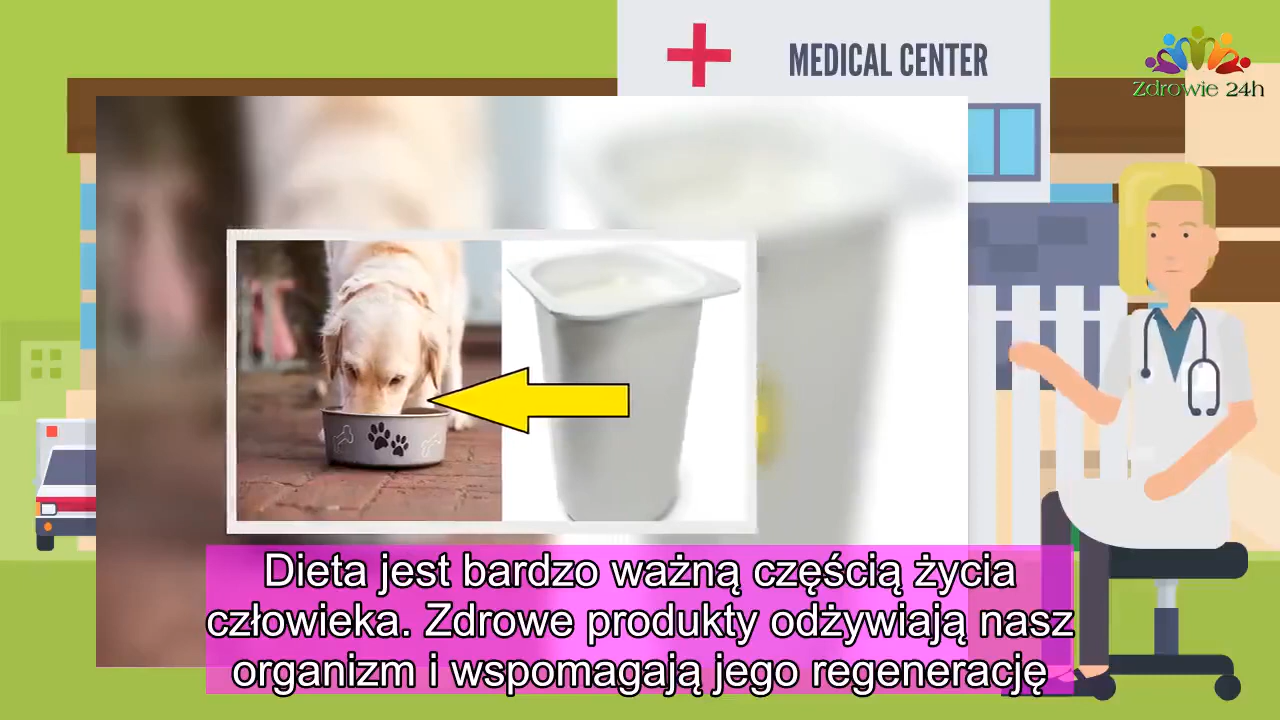 MEDICAL CENTER
Zdrowie 24h
Dieta jest bardzo ważną częścią życia
człowieka. Zdrowe produkty odżywiają nasz
organizm i wspomagają jego regenerację